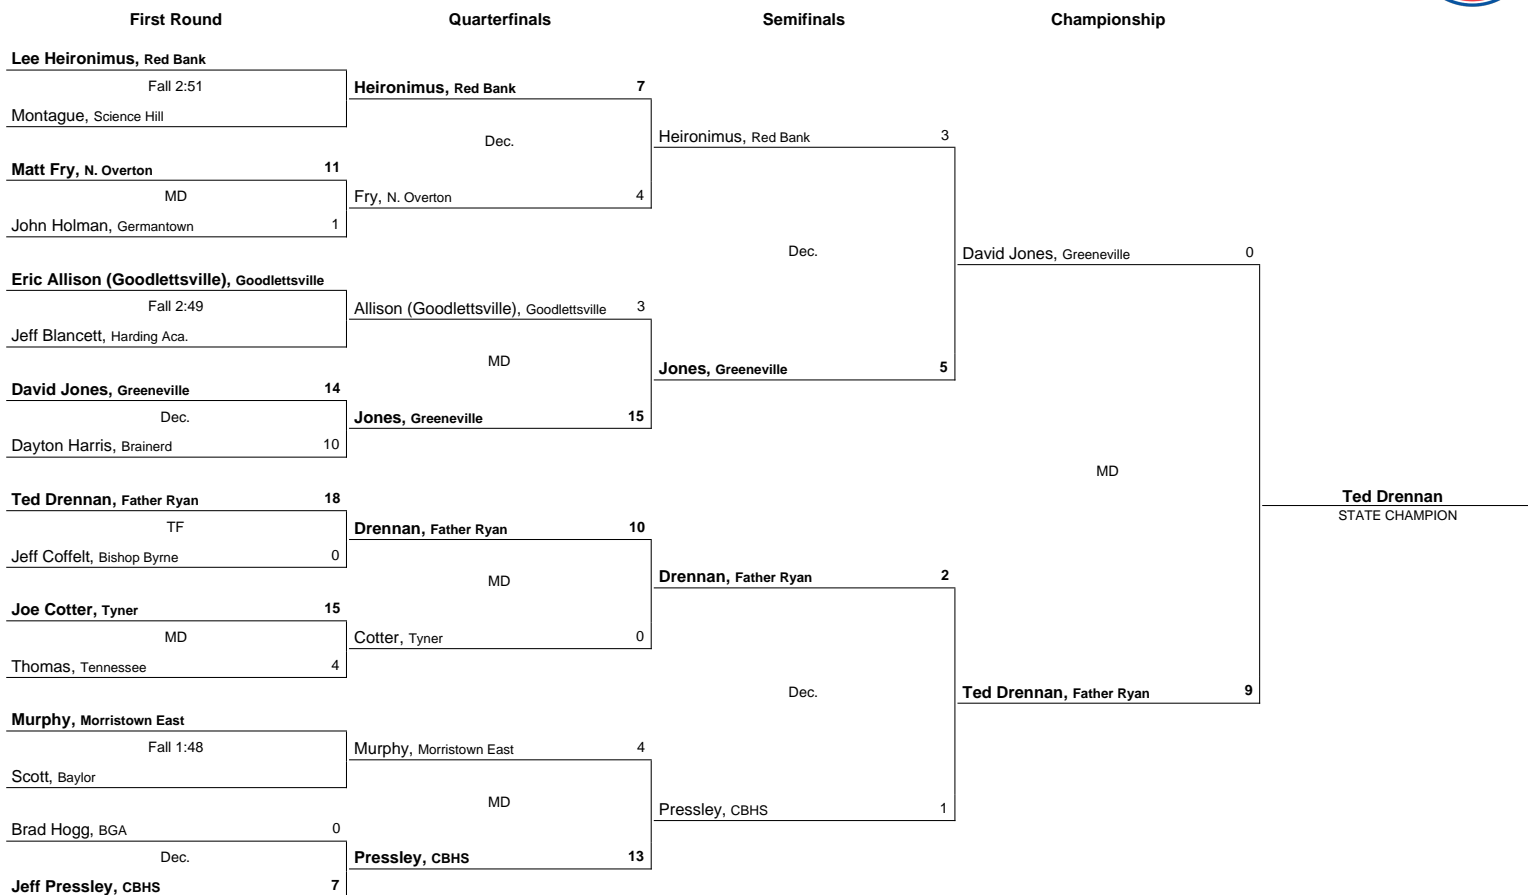 First Round Quarterfinals Semifinals Championship
Lee Heironimus, Red Bank
Fall 2:51
Montague, Science Hill
Matt Fry, N. Overton 11
MD
John Holman, Germantown 1
Eric Allison (Goodlettsville), Goodlettsville
Fall 2:49
Jeff Blancett, Harding Aca.
David Jones, Greeneville 14
Dec.
Dayton Harris, Brainerd 10
Ted Drennan, Father Ryan 18
TF
Jeff Coffelt, Bishop Byrne 0
Joe Cotter, Tyner 15
MD
Thomas, Tennessee 4
Murphy, Morristown East
Fall 1:48
Scott, Baylor
Brad Hogg, BGA 0
Dec.
Jeff Pressley, CBHS 7
Heironimus, Red Bank 7
Dec.
Fry, N. Overton 4
Allison (Goodlettsville), Goodlettsville 3
MD
Jones, Greeneville 15
Drennan, Father Ryan 10
MD
Cotter, Tyner 0
Murphy, Morristown East 4
MD
Pressley, CBHS 13
Heironimus, Red Bank 3
Dec.
Jones, Greeneville 5
Drennan, Father Ryan 2
Dec.
Pressley, CBHS 1
David Jones, Greeneville 0
MD
Ted Drennan, Father Ryan 9
Ted Drennan
STATE CHAMPION